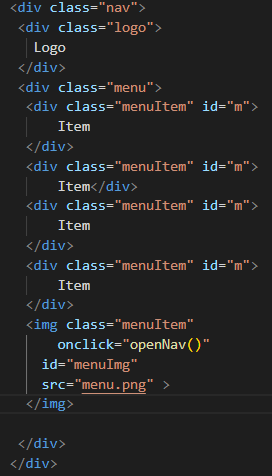 <div class="nav">
<div class="logo">
Logo
</div>
<div class="menu">
<div class="menuItem" id="m">
Item
</div>
<div class="menuItem" id="m">
Item</div>
<div class="menuItem" id="m">
Item
</div>
<div class="menuItem" id="m">
Item
</div>
<img class="menuItem"
onclick="openNav()"
id="menuImg"
src="menu.png" >
</img>
</div>
</div>